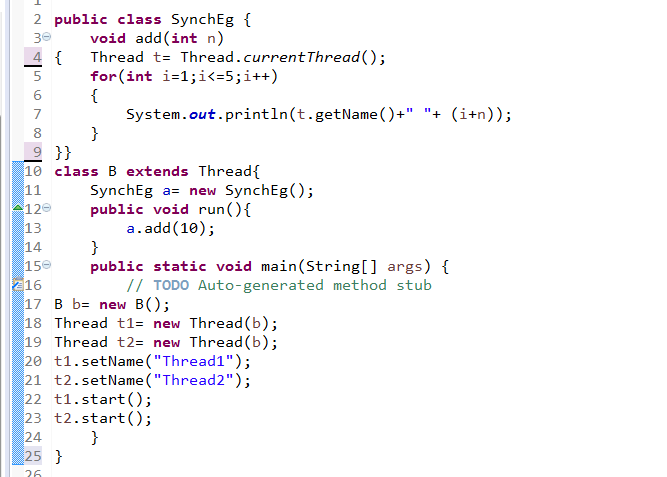 1
2 public class SynchEg {
3 void add(int n)
4 { Thread t= Thread.currentThread();
5 for(int i=1;i<=5;i++)
6 {
7 System.out.println(t.getName()+" "+ (i+n));
8 }
9 }}
10 class B extends Thread{
11 SynchEg a= new SynchEg();
12 public void run(){
13 a.add(10);
14 }
15 public static void main(String[] args) {
16 // TODO Auto-generated method stub
17 B b= new B();
18 Thread t1= new Thread(b);
19 Thread t2= new Thread(b);
20 t1.setName("Thread1");
21 t2.setName("Thread2");
22 t1.start();
23 t2.start();
24 }
25 }
26